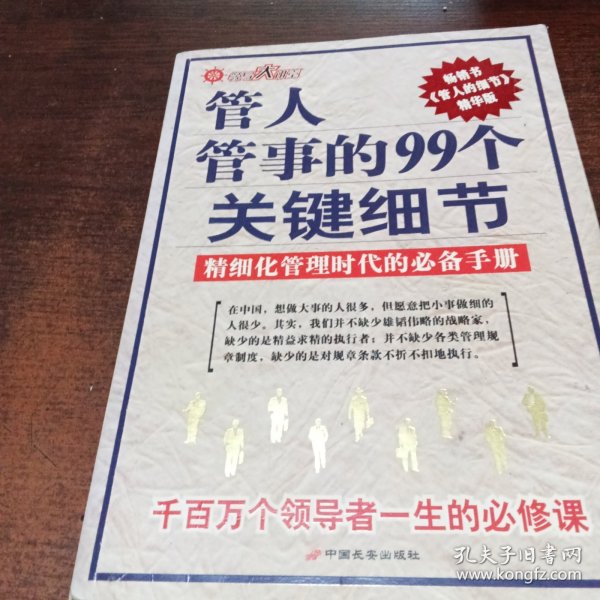 畅销书
《管人的细节》
精华版
管人
管事的99个
关键细节
精细化管理时代的必备手册
在中国，想做大事的人很多，但愿意把小事做细的
人很少。其实，我们并不缺少雄韬伟略的战略家，
缺少的是精益求精的执行者；并不缺少各类管理规
章制度，缺少的是对规章条款不折不扣地执行。
千百万个领导者一生的必修课
中国长安出版社
孔夫子旧书网
www.kongfz.com